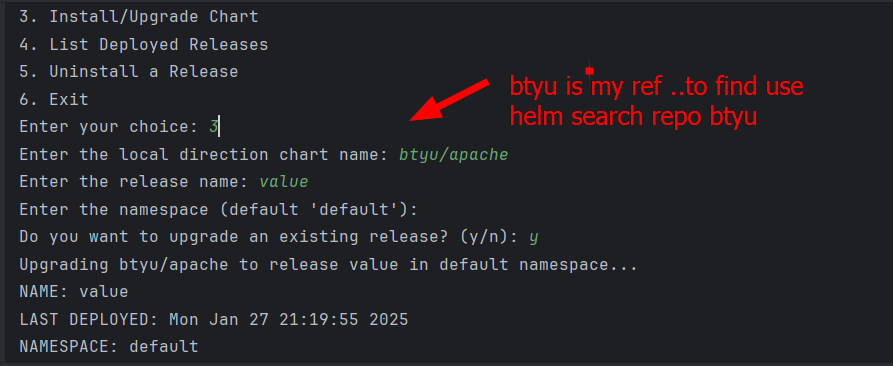 3. Install/Upgrade Chart
4. List Deployed Releases
5. Uninstall a Release
6. Exit
Enter your choice: 3
Enter the local direction chart name: btyu/apache
Enter the release name: value
Enter the namespace (default 'default'):
Do you want to upgrade an existing release? (y/n): y
Upgrading btyu/apache to release value in default namespace...
NAME: value
LAST DEPLOYED: Mon Jan 27 21:19:55 2025
NAMESPACE: default
btyu is my ref ..to find use
helm search repo btyu